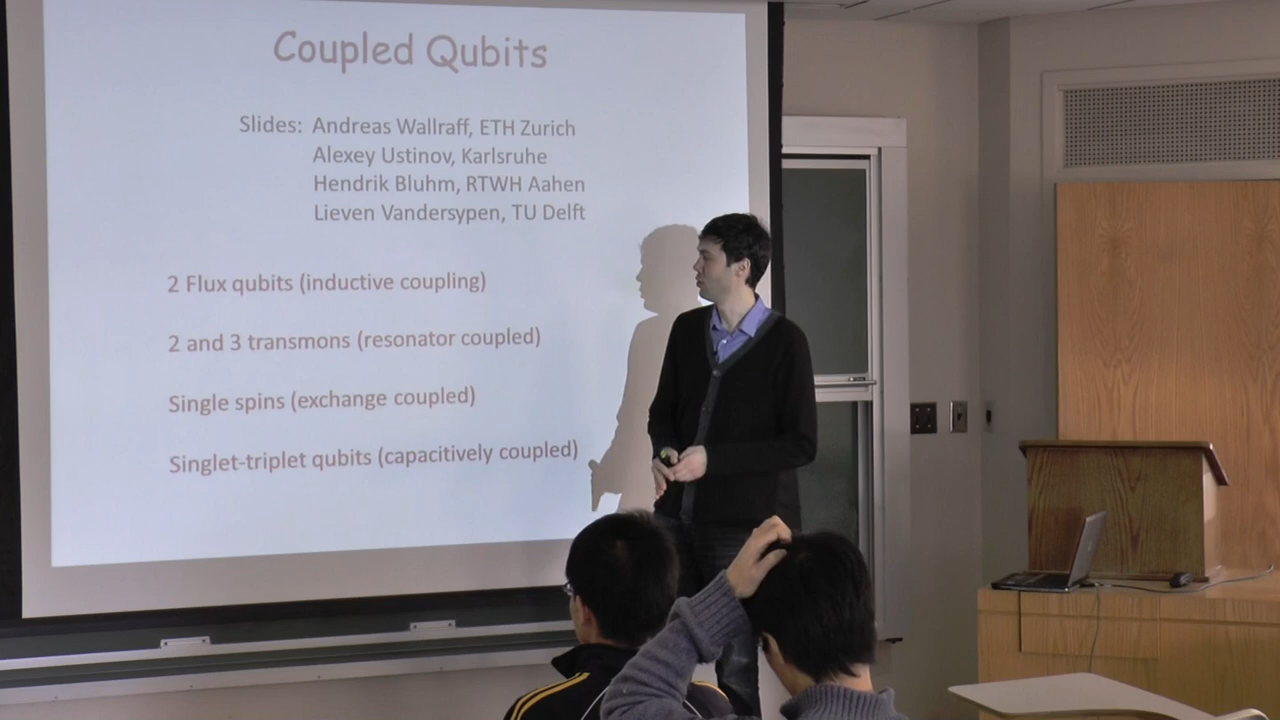 Coupled Qubits
Slides: Andreas Wallraff, ETH Zurich
Alexey Ustinov, Karlsruhe
Hendrik Bluhm, RTWH Aahen
Lieven Vandersypen, TU Delft
2 Flux qubits (inductive coupling)
2 and 3 transmons (resonator coupled)
Single spins (exchange coupled)
Singlet-triplet qubits (capacitively coupled)